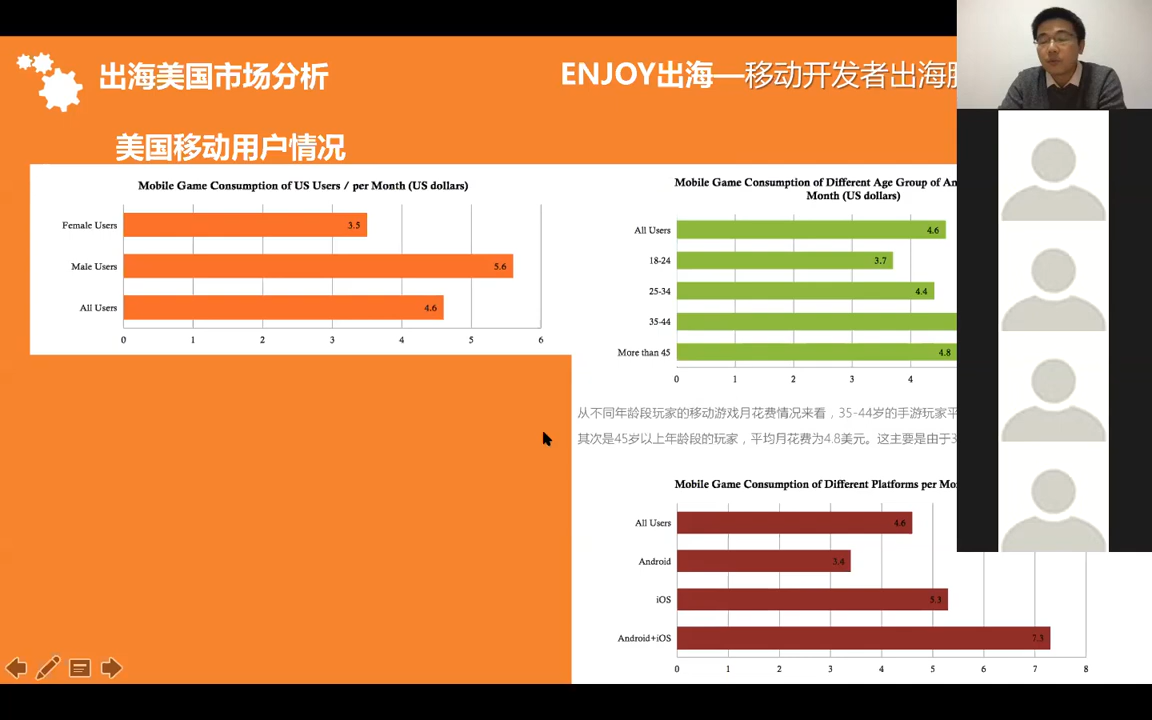 出海美国市场分析
ENJOY出海—移动开发者出海
美国移动用户情况
Mobile Game Consumption of US Users / per Month (US dollars)
Female Users 3.5
Male Users 5.6
All Users 4.6
0 1 2 3 4 5 6
Mobile Game Consumption of Different Age Group of
Month (US dollars)
All Users 4.6
18-24 3.7
25-34 4.4
35-44
More than 45 4.8
0 1 2 3 4
从不同年龄段玩家的移动游戏月花费情况来看，35-44岁的手游玩家平
其次是45岁以上年龄段的玩家，平均月花费为4.8美元。这主要是由于3
Mobile Game Consumption of Different Platforms per
All Users 4.6
Android 3.4
iOS 5.3
Android+iOS 7.3
0 1 2 3 4 5 6 7 8